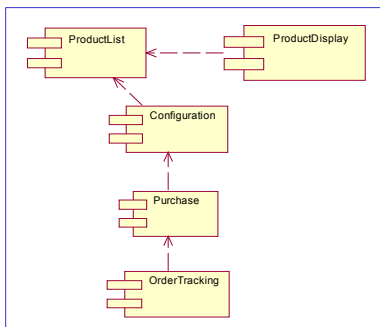 ProductList
ProductDisplay
Configuration
Purchase
OrderTracking